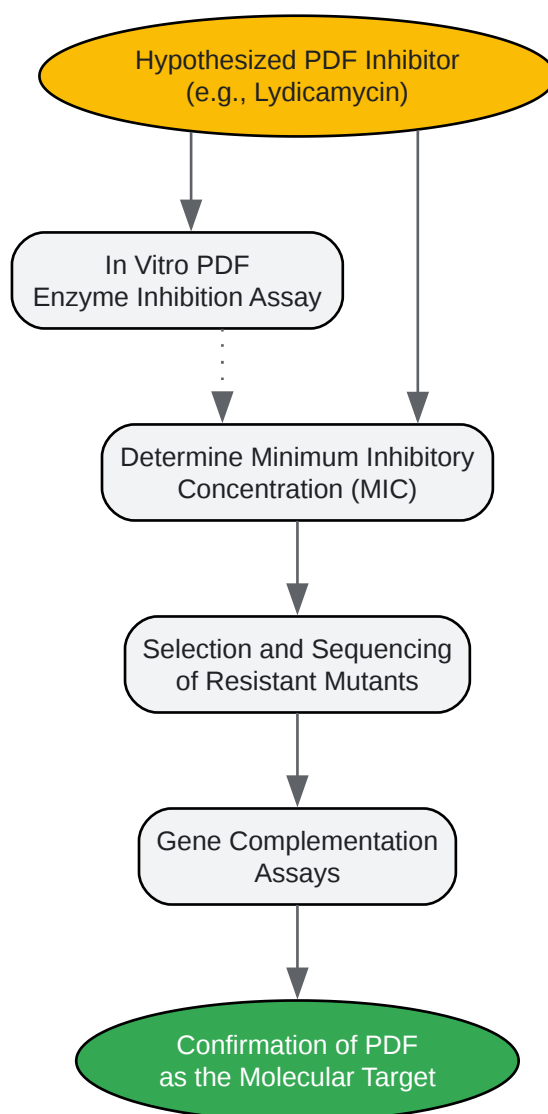 Hypothesized PDF Inhibitor
(e.g., Lydicamycin)
In Vitro PDF
Enzyme Inhibition Assay
Determine Minimum Inhibitory
Concentration (MIC)
Selection and Sequencing
of Resistant Mutants
Gene Complementation
Assays
Confirmation of PDF
as the Molecular Target